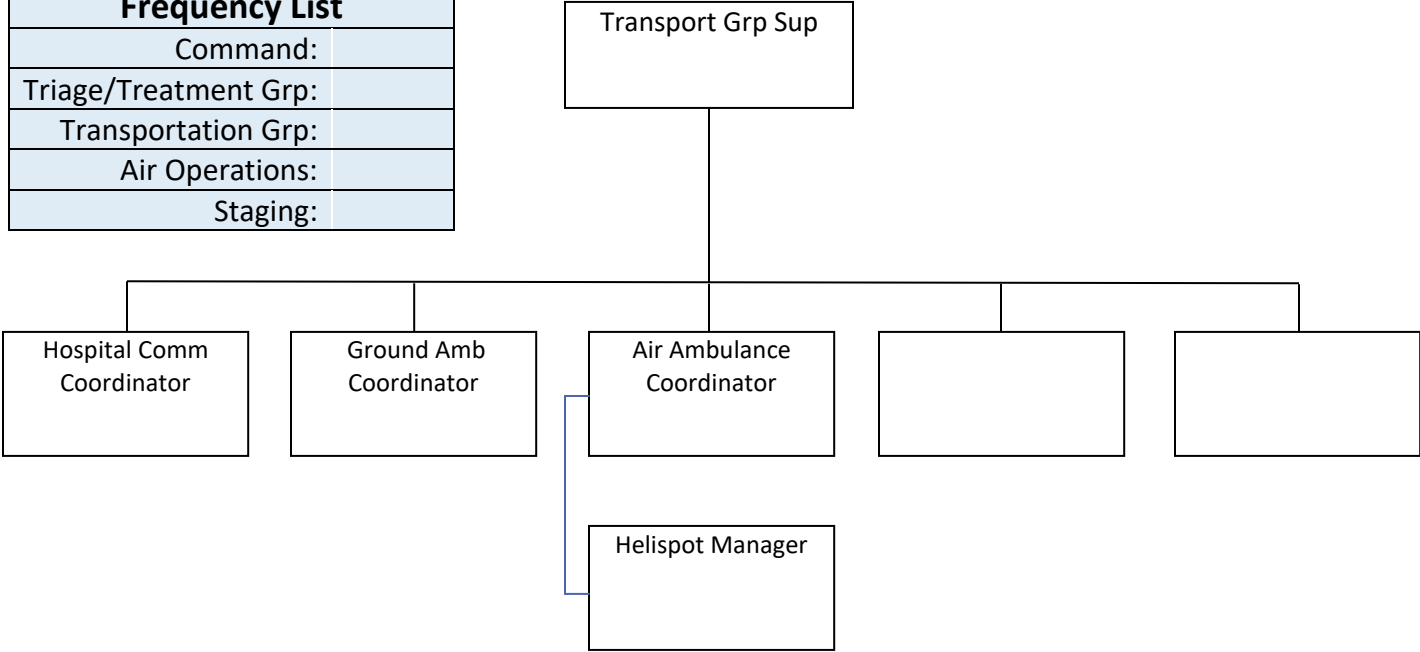 Frequency List
Command:
Triage/Treatment Grp:
Transportation Grp:
Air Operations:
Staging:
Transport Grp Sup
Hospital Comm
Coordinator
Ground Amb
Coordinator
Air Ambulance
Coordinator
Helispot Manager